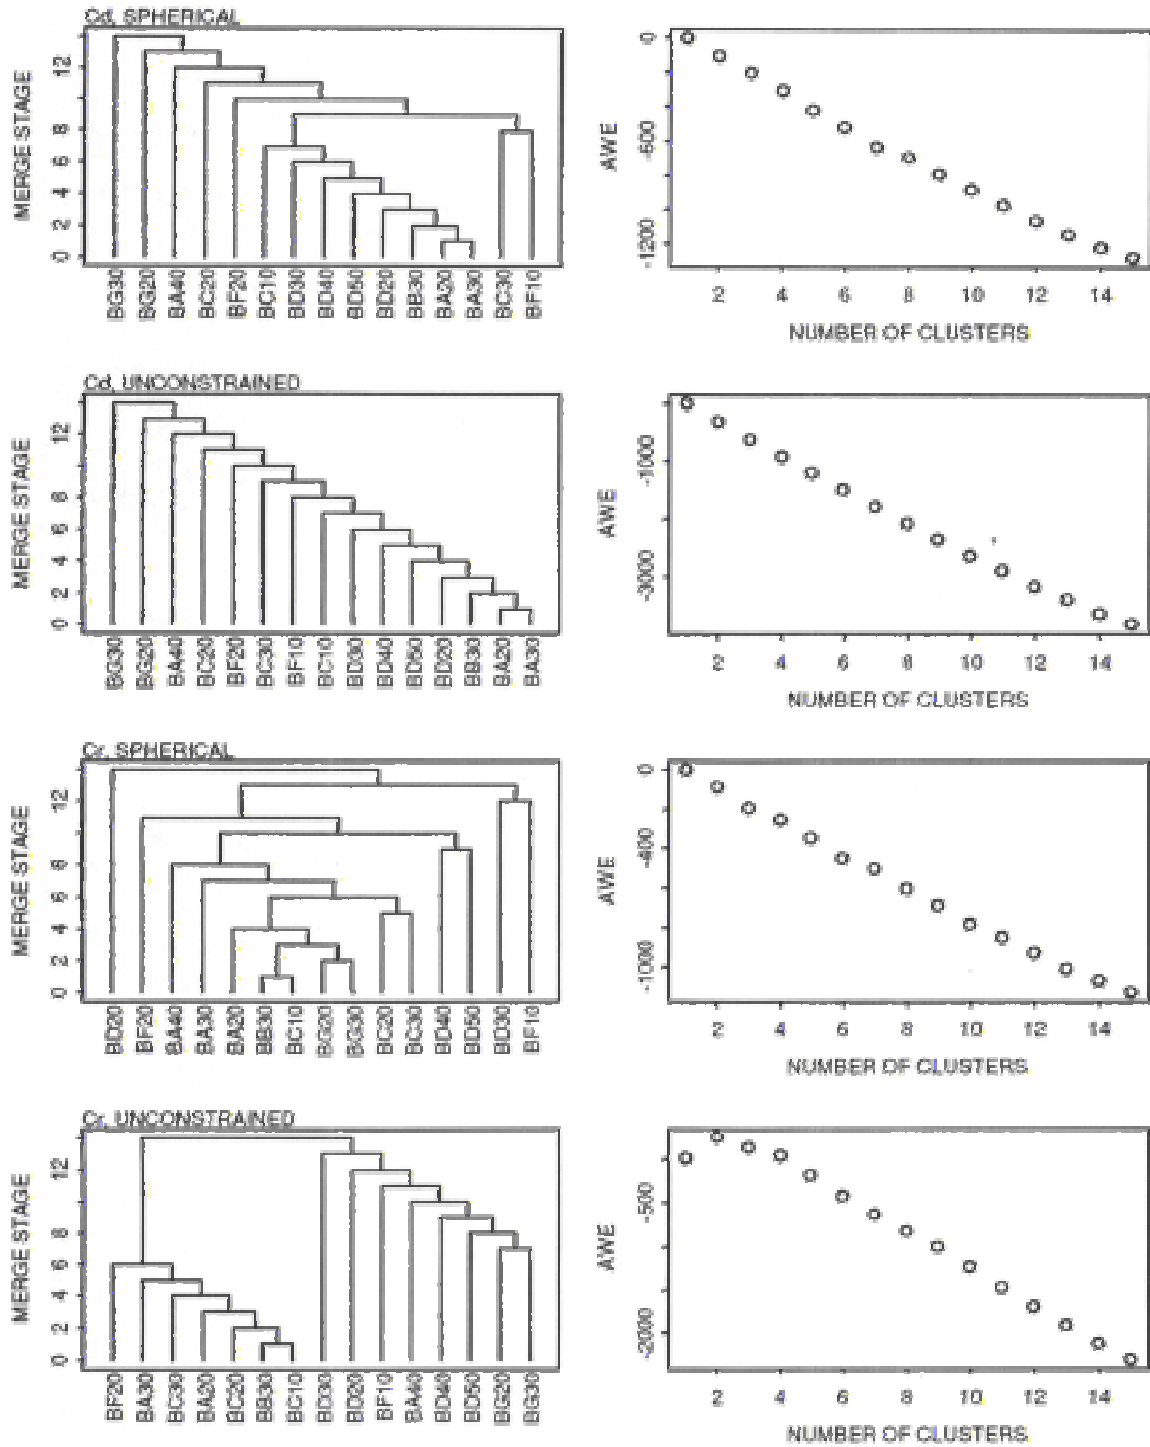 Cd, SPHERICAL
MERGE STAGE
0 2 4 6 8 12
BG30 BG20 BA40 BC20 BF20 BC10 BD30 BD40 BD50 BD20 BB30 BA20 BA30 BC30 BF10
AWE
0 -600 -1200
2 4 6 8 10 12 14
NUMBER OF CLUSTERS
Cd, UNCONSTRAINED
MERGE STAGE
0 2 4 6 8 12
BG30 BG20 BA40 BC20 BF20 BC30 BF10 BC10 BD30 BD40 BD50 BD20 BB30 BA20 BA30
AWE
-1000 -3000
2 4 6 8 10 12 14
NUMBER OF CLUSTERS
Cr, SPHERICAL
MERGE STAGE
0 2 4 6 8 12
BD20 BF20 BA40 BA30 BA20 BB30 BC10 BG20 BG30 BC20 BC30 BD40 BD50 BD30 BF10
AWE
0 -400 -1000
2 4 6 8 10 12 14
NUMBER OF CLUSTERS
Cr, UNCONSTRAINED
MERGE STAGE
0 2 4 6 8 12
BF20 BA30 BC30 BA20 BC20 BB30 BC10 BD30 BD20 BF10 BA40 BD40 BD50 BG20 BG30
AWE
-500 -2000
2 4 6 8 10 12 14
NUMBER OF CLUSTERS